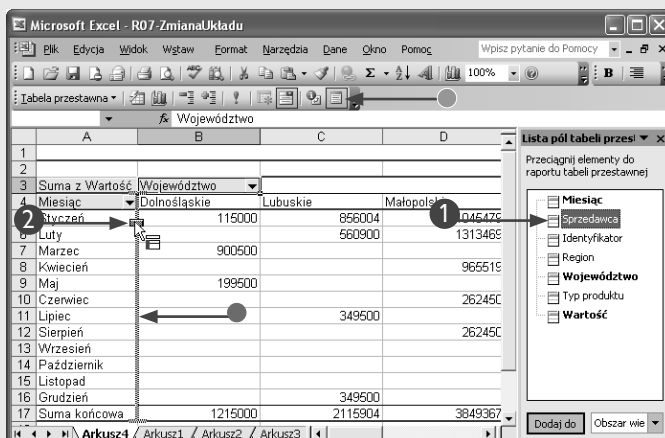 Microsoft Excel - R07-ZmianaUkładu
Plik Edycja Widok Wstaw Format Narzędzia Dane Okno Pomoc Wpisz pytanie do Pomocy
Σ 100% B
Tabela przestawna
fx Województwo
A B C D
Lista pól tabeli przest
Przeciągnij elementy do
raportu tabeli przestawnej
1
2
3 Suma z Wartość Województwo
4 Miesiąc Dolnośląskie Lubuskie Małopolsk
2 Styczeń 115000 856004 1045479
6 Luty 560900 1313469
7 Marzec 900500
8 Kwiecień 965519
9 Maj 199500
10 Czerwiec 262450
11 Lipiec 349500
12 Sierpień 262450
13 Wrzesień
14 Październik
15 Listopad
16 Grudzień 349500
17 Suma końcowa 1215000 2115904 3849367
Arkusz4 Arkusz1 Arkusz2 Arkusz3
Miesiąc
1 Sprzedawca
Identyfikator
Region
Województwo
Typ produktu
Wartość
Dodaj do Obszar wie